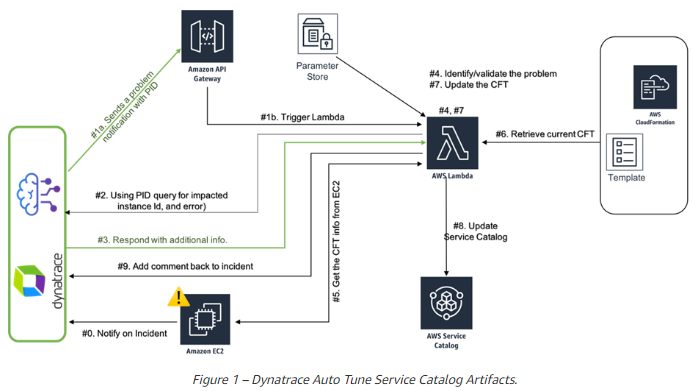 Amazon API
Gateway
Parameter
Store
#4. Identify/validate the problem
#7. Update the CFT
#4, #7
#1a. Sends a problem
notification with PID
#1b. Trigger Lambda
AWS
CloudFormation
#6. Retrieve current CFT
Template
AWS Lambda
#2. Using PID query for impacted
instance Id, and error)
#3. Respond with additional info.
dynatrace
#5. Get the CFT info from EC2
#8. Update
Service Catalog
#9. Add comment back to incident
#0. Notify on Incident
Amazon EC2
AWS Service
Catalog
Figure 1 – Dynatrace Auto Tune Service Catalog Artifacts.